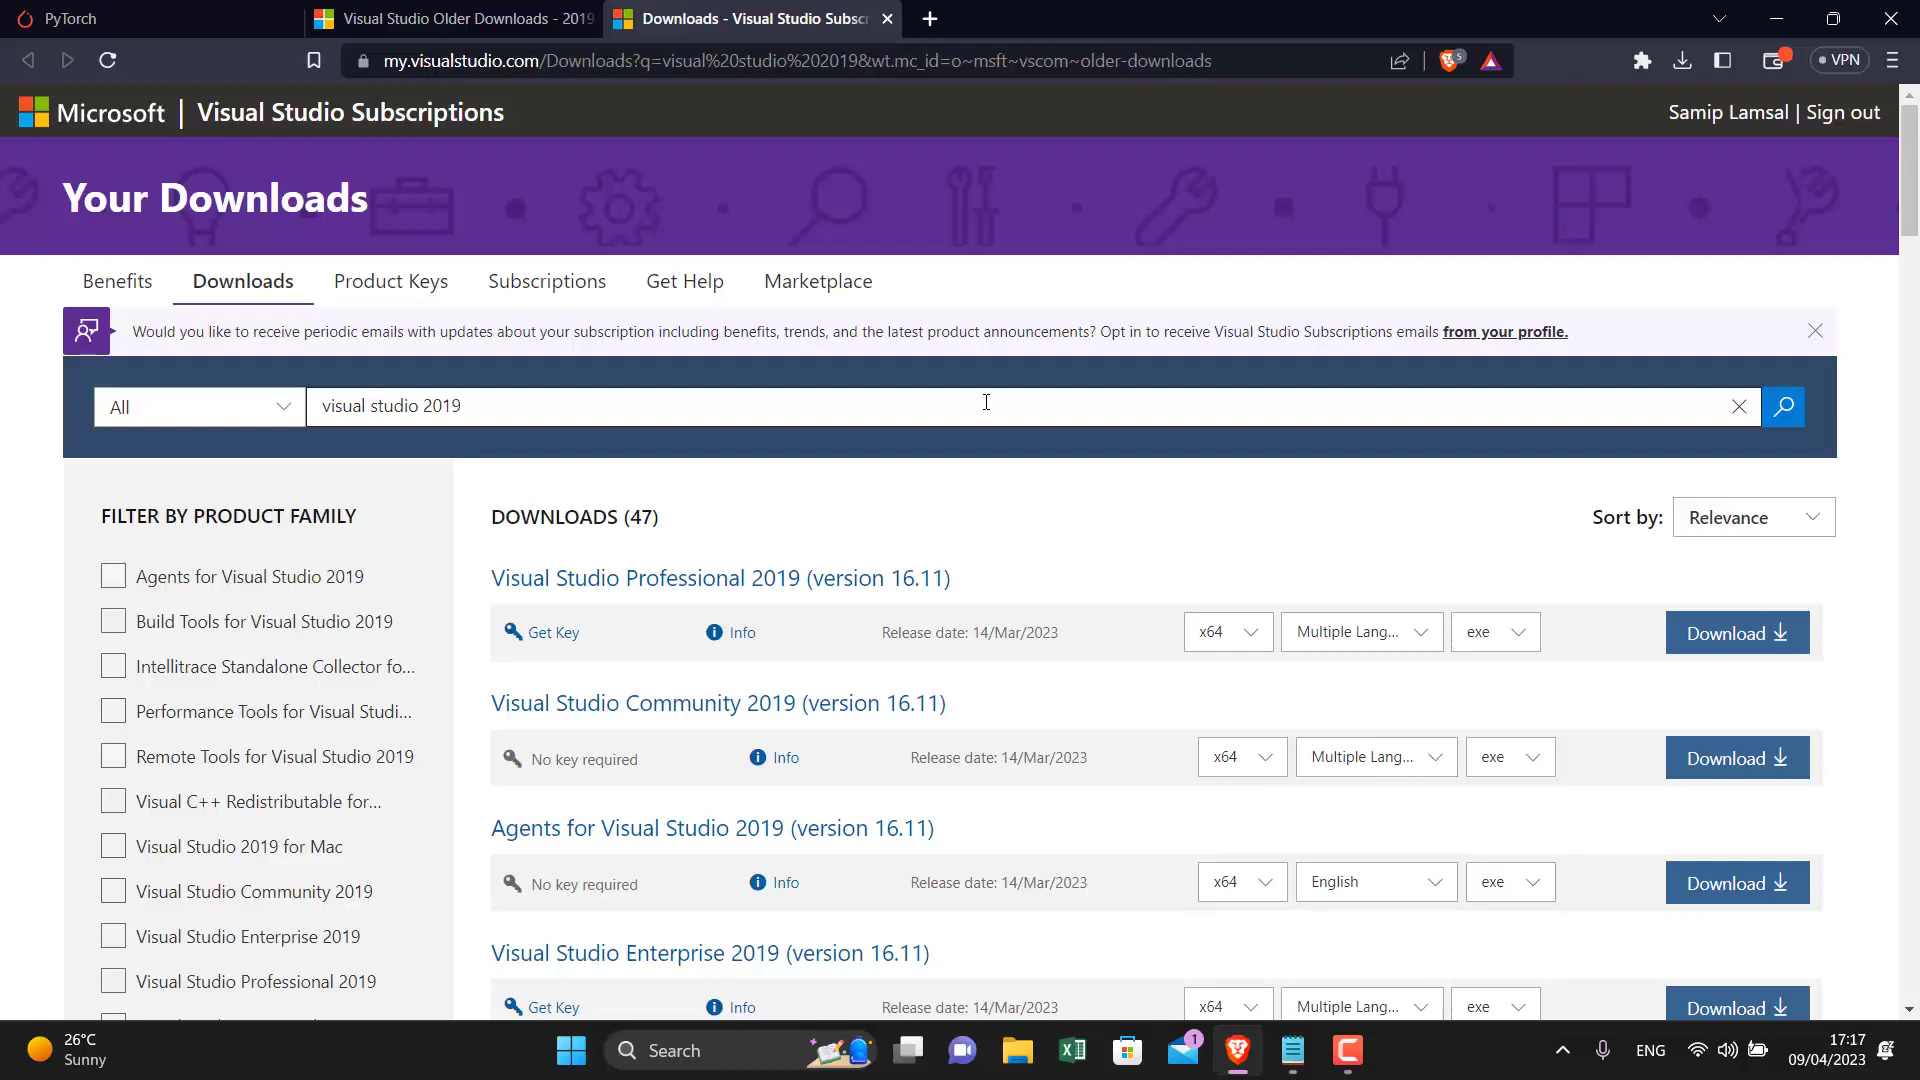 PyTorch
Visual Studio Older Downloads - 2019
Downloads - Visual Studio Subscr
my.visualstudio.com/Downloads?q=visual%20studio%202019&wt.mc_id=o~msft~vscom~older-downloads
5
VPN
Microsoft | Visual Studio Subscriptions
Samip Lamsal | Sign out
Your Downloads
Benefits
Downloads
Product Keys
Subscriptions
Get Help
Marketplace
Would you like to receive periodic emails with updates about your subscription including benefits, trends, and the latest product announcements? Opt in to receive Visual Studio Subscriptions emails from your profile.
All
visual studio 2019
FILTER BY PRODUCT FAMILY
Agents for Visual Studio 2019
Build Tools for Visual Studio 2019
Intellitrace Standalone Collector fo...
Performance Tools for Visual Studi...
Remote Tools for Visual Studio 2019
Visual C++ Redistributable for...
Visual Studio 2019 for Mac
Visual Studio Community 2019
Visual Studio Enterprise 2019
Visual Studio Professional 2019
DOWNLOADS (47)
Sort by: Relevance
Visual Studio Professional 2019 (version 16.11)
Get Key Info Release date: 14/Mar/2023 x64 Multiple Lang... exe Download
Visual Studio Community 2019 (version 16.11)
No key required Info Release date: 14/Mar/2023 x64 Multiple Lang... exe Download
Agents for Visual Studio 2019 (version 16.11)
No key required Info Release date: 14/Mar/2023 x64 English exe Download
Visual Studio Enterprise 2019 (version 16.11)
Get Key Info Release date: 14/Mar/2023 x64 Multiple Lang... exe Download
26°C
Sunny
Search
1
ENG
17:17
09/04/2023